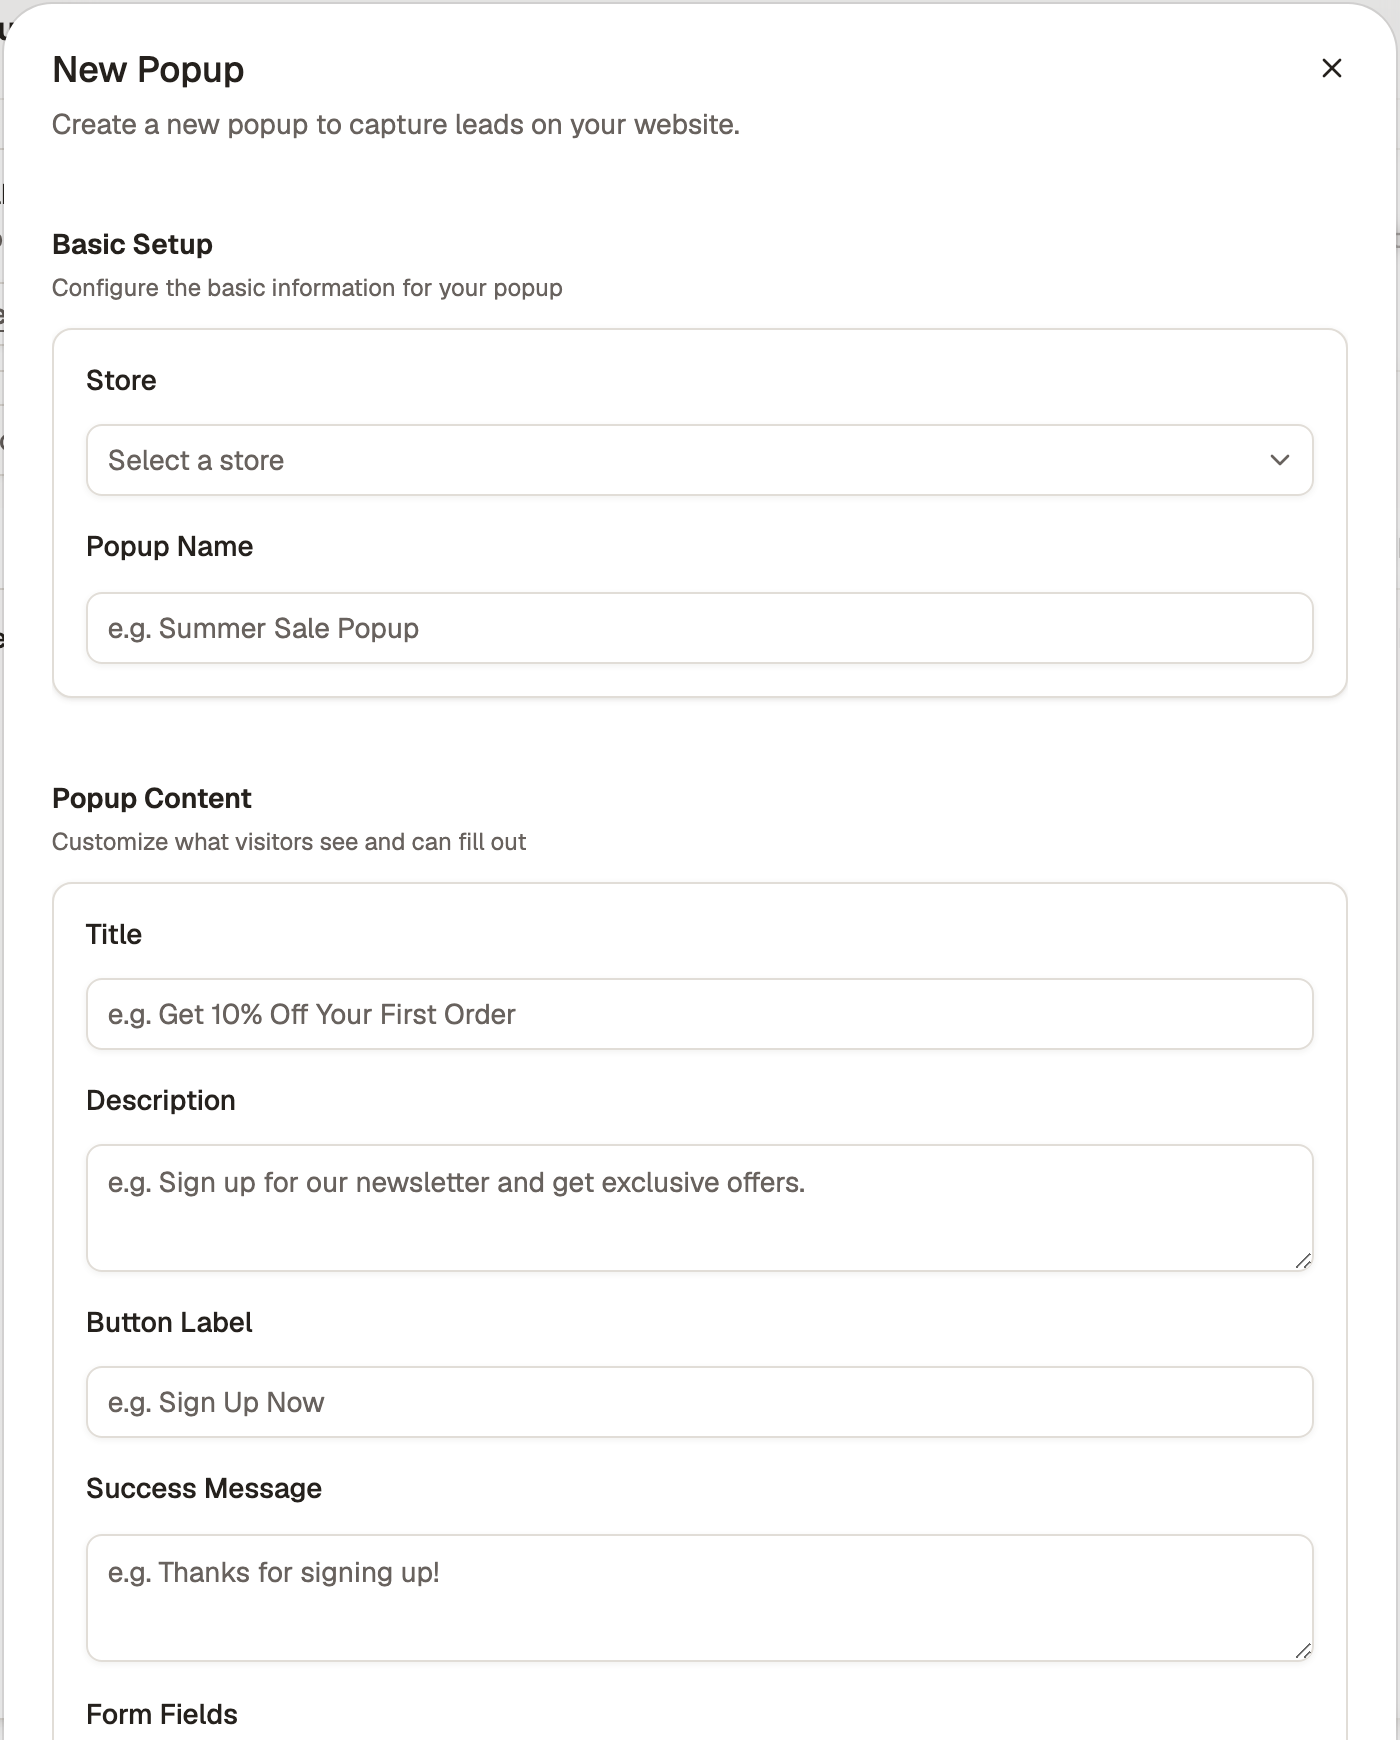 New Popup
Create a new popup to capture leads on your website.
Basic Setup
Configure the basic information for your popup
Store
Select a store
Popup Name
e.g. Summer Sale Popup
Popup Content
Customize what visitors see and can fill out
Title
e.g. Get 10% Off Your First Order
Description
e.g. Sign up for our newsletter and get exclusive offers.
Button Label
e.g. Sign Up Now
Success Message
e.g. Thanks for signing up!
Form Fields